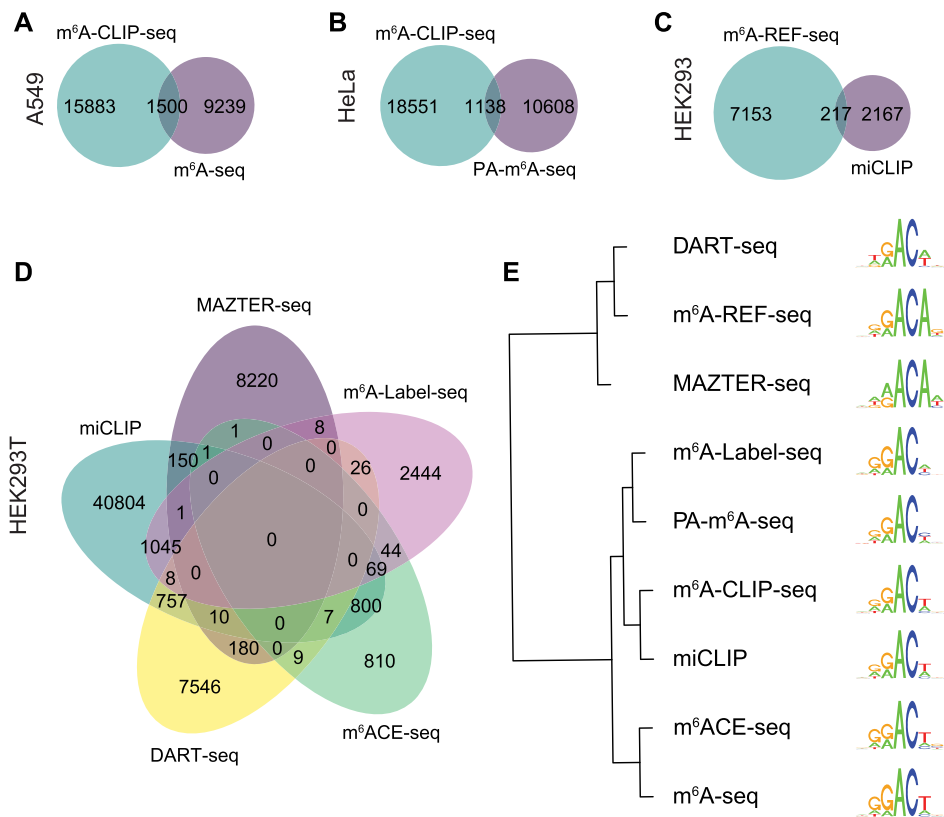 A
m⁶A-CLIP-seq
A549
15883
1500
9239
m⁶A-seq
B
m⁶A-CLIP-seq
HeLa
18551
1138
10608
PA-m⁶A-seq
C
m⁶A-REF-seq
HEK293
7153
217
2167
miCLIP
D
HEK293T
MAZTER-seq
m⁶A-Label-seq
miCLIP
8220
1
0
8
0
150
1
0
0
26
2444
40804
1
0
1045
0
44
8
0
0
69
757
10
0
7
800
180
0
9
810
7546
m⁶ACE-seq
DART-seq
E
DART-seq
m⁶A-REF-seq
MAZTER-seq
m⁶A-Label-seq
PA-m⁶A-seq
m⁶A-CLIP-seq
miCLIP
m⁶ACE-seq
m⁶A-seq